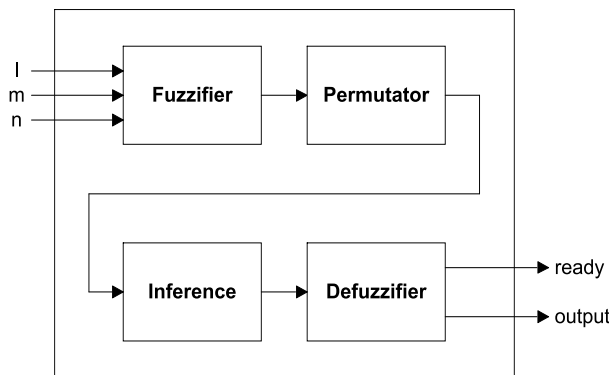 l
m
n
Fuzzifier
Permutator
Inference
Defuzzifier
ready
output